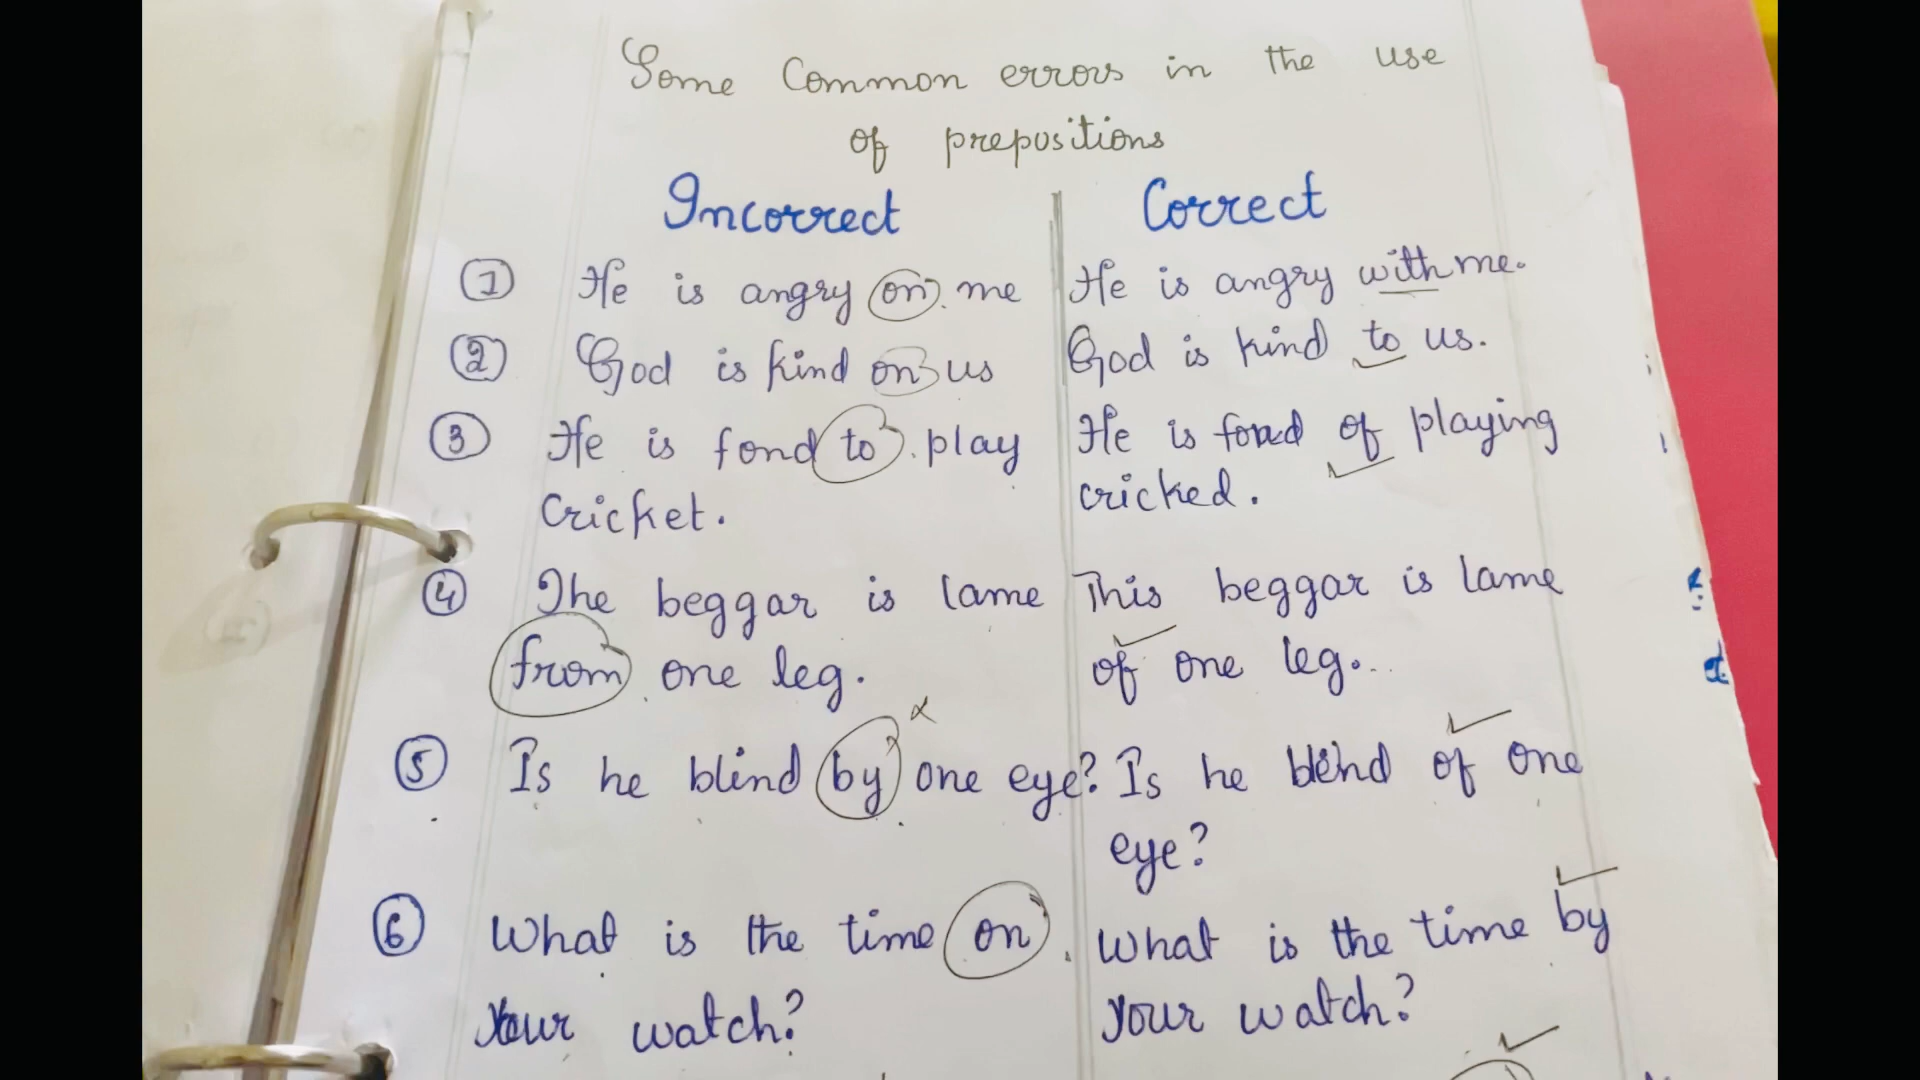 Some Common errors in the use
of prepositions
Incorrect Correct
1 He is angry on me He is angry with me.
2 God is kind on us God is kind to us.
3 He is fond to play He is fond of playing
Cricket. cricked.
4 The beggar is lame This beggar is lame
from one leg. of one leg.
5 Is he blind by one eye? Is he blind of one
eye?
6 What is the time on What is the time by
Your watch? Your watch?